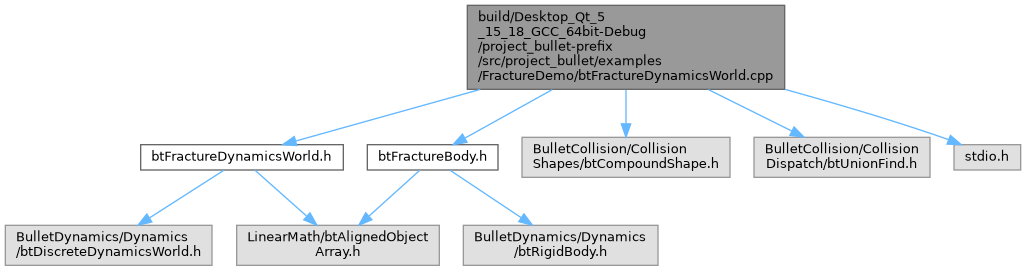 build/Desktop_Qt_5
_15_18_GCC_64bit-Debug
/project_bullet-prefix
/src/project_bullet/examples
/FractureDemo/btFractureDynamicsWorld.cpp
btFractureDynamicsWorld.h
btFractureBody.h
BulletCollision/Collision
Shapes/btCompoundShape.h
BulletCollision/Collision
Dispatch/btUnionFind.h
stdio.h
BulletDynamics/Dynamics
/btDiscreteDynamicsWorld.h
LinearMath/btAlignedObject
Array.h
BulletDynamics/Dynamics
/btRigidBody.h